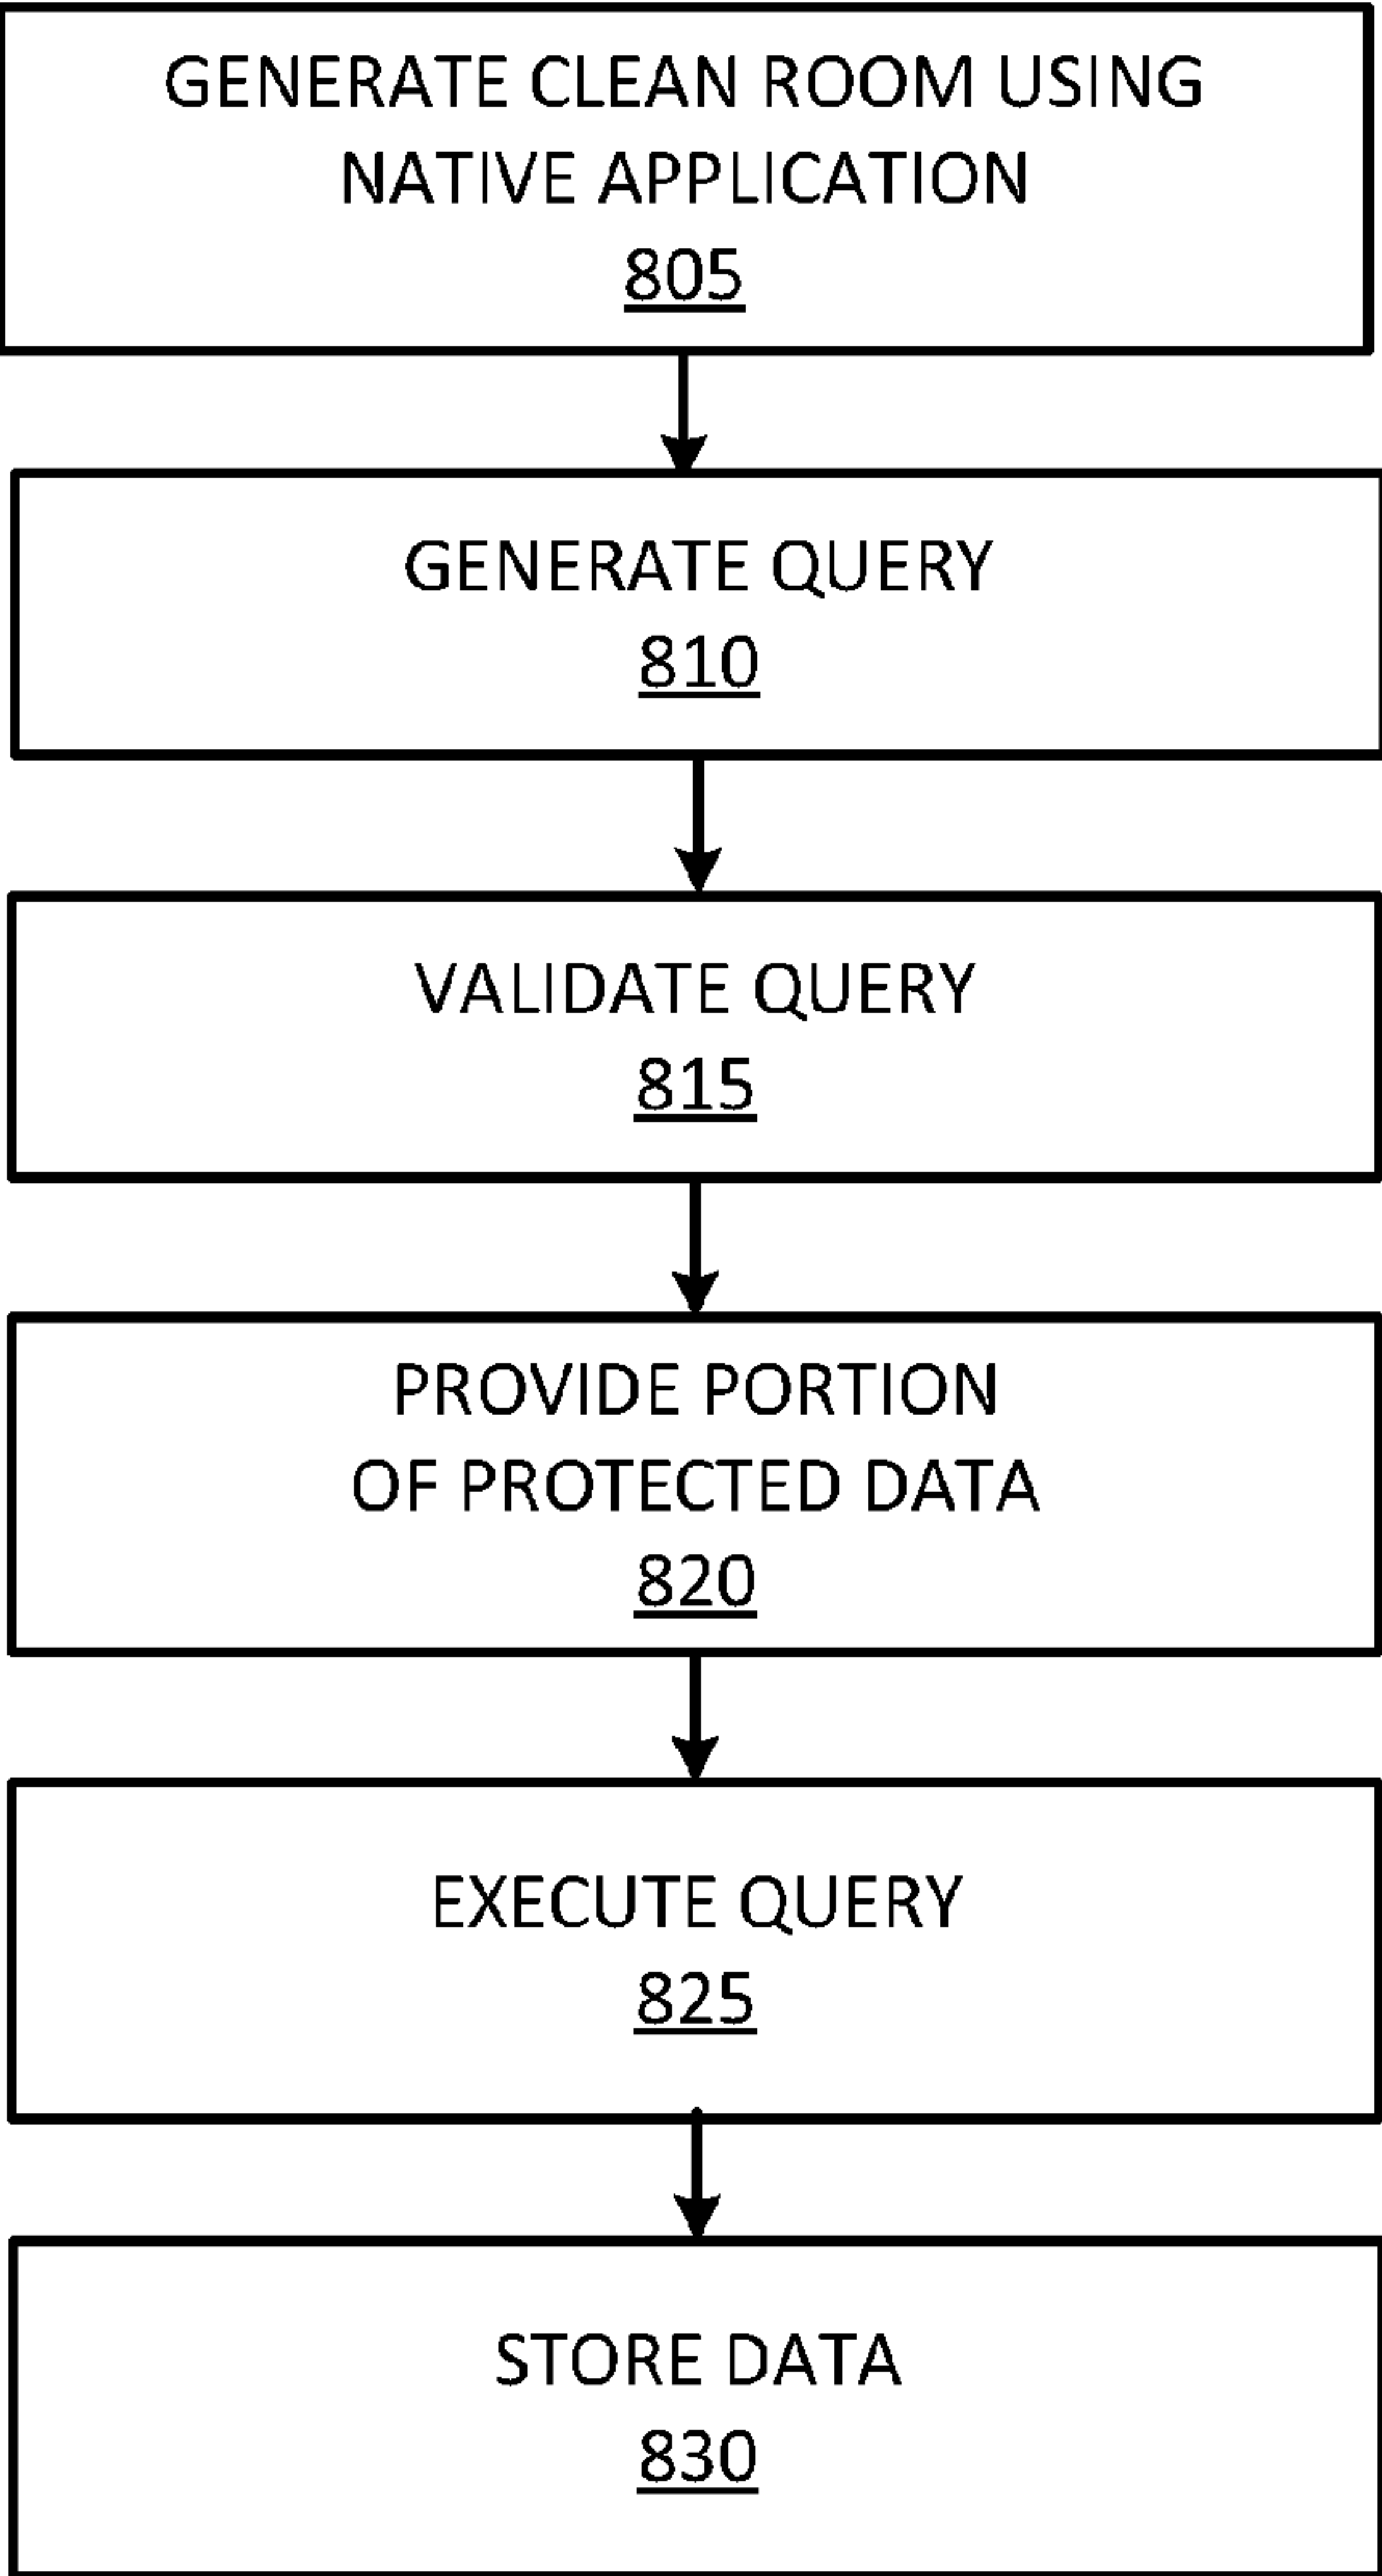 GENERATE CLEAN ROOM USING
NATIVE APPLICATION
805
GENERATE QUERY
810
VALIDATE QUERY
815
PROVIDE PORTION
OF PROTECTED DATA
820
EXECUTE QUERY
825
STORE DATA
830